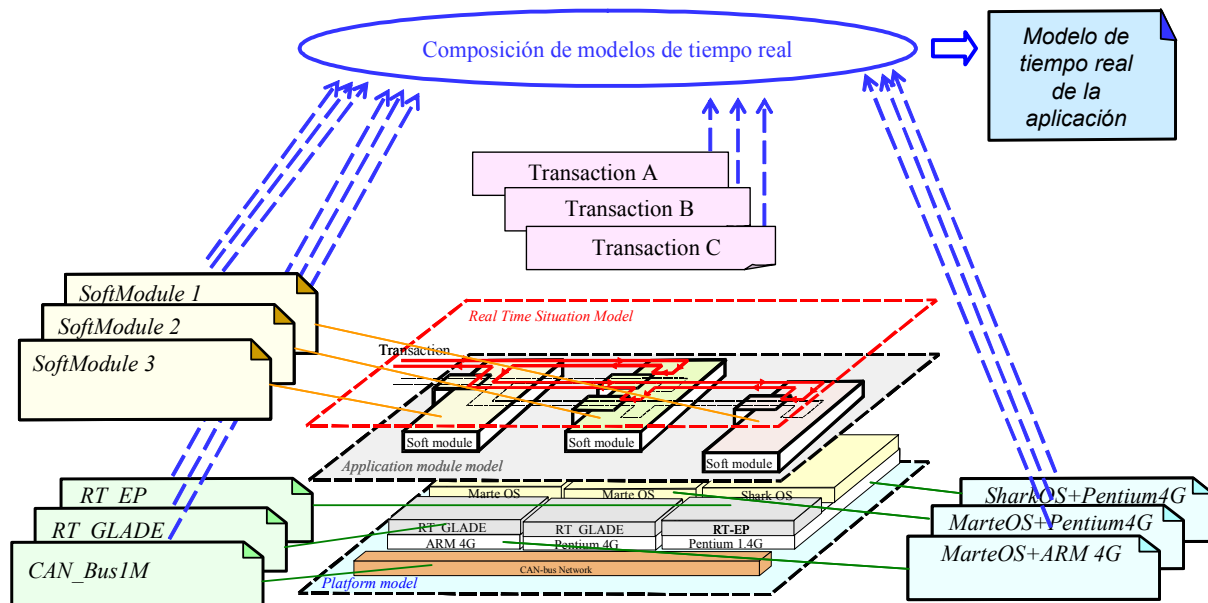 Composición de modelos de tiempo real
Modelo de
tiempo real
de la
aplicación
Transaction A
Transaction B
Transaction C
SoftModule 1
SoftModule 2
SoftModule 3
Real Time Situation Model
Transaction
Soft module
Soft module
Soft module
Application module model
Marte OS
Marte OS
Shark OS
RT_GLADE
RT_GLADE
RT-EP
ARM 4G
Pentium 4G
Pentium 1.4G
CAN-bus Network
Platform model
RT_EP
RT_GLADE
CAN_Bus1M
SharkOS+Pentium4G
MarteOS+Pentium4G
MarteOS+ARM 4G